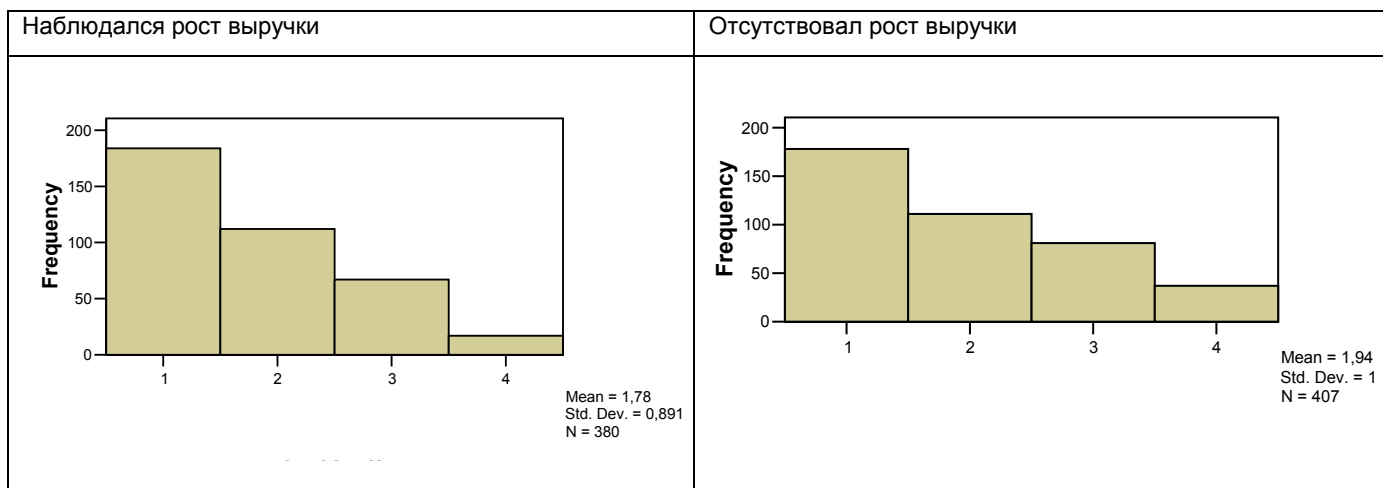 Наблюдался рост выручки
Отсутствовал рост выручки
Frequency
200
150
100
50
0
1 2 3 4
Mean = 1,78
Std. Dev. = 0,891
N = 380
Frequency
200
150
100
50
0
1 2 3 4
Mean = 1,94
Std. Dev. = 1
N = 407